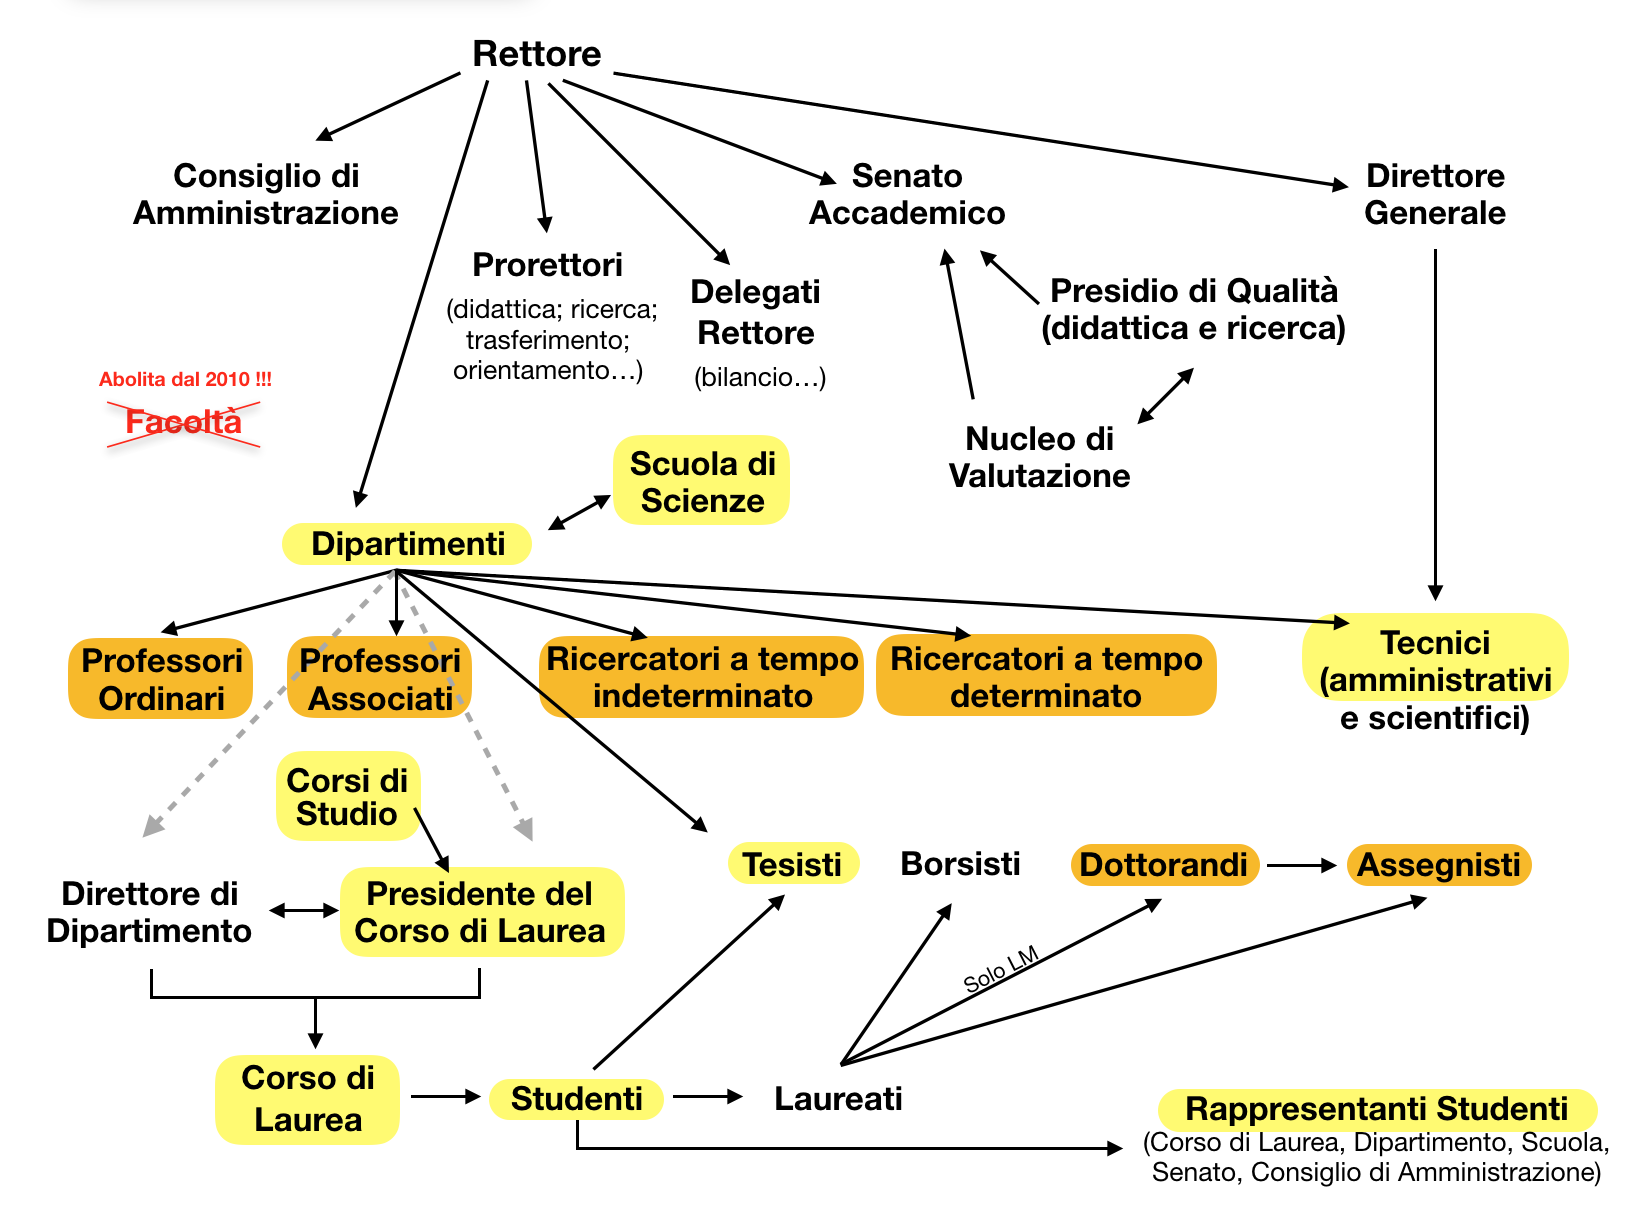 Rettore
Consiglio di
Amministrazione
Senato
Accademico
Direttore
Generale
Prorettori
(didattica; ricerca;
trasferimento;
orientamento…)
Delegati
Rettore
(bilancio…)
Presidio di Qualità
(didattica e ricerca)
Abolita dal 2010 !!!
Facoltà
Nucleo di
Valutazione
Scuola di
Scienze
Dipartimenti
Professori
Ordinari
Professori
Associati
Ricercatori a tempo
indeterminato
Ricercatori a tempo
determinato
Tecnici
(amministrativi
e scientifici)
Corsi di
Studio
Direttore di
Dipartimento
Presidente del
Corso di Laurea
Tesisti
Borsisti
Dottorandi
Assegnisti
Solo LM
Corso di
Laurea
Studenti
Laureati
Rappresentanti Studenti
(Corso di Laurea, Dipartimento, Scuola,
Senato, Consiglio di Amministrazione)